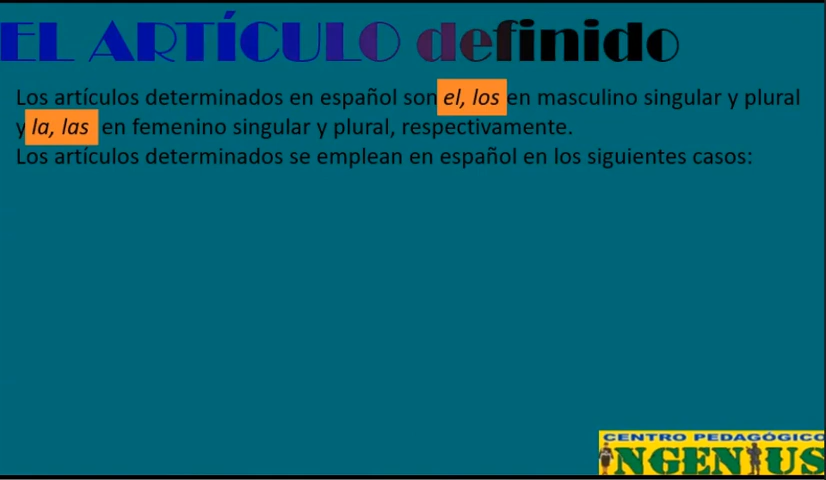 EL ARTÍCULO definido
Los artículos determinados en español son el, los en masculino singular y plural
y la, las en femenino singular y plural, respectivamente.
Los artículos determinados se emplean en español en los siguientes casos:
CENTRO PEDAGÓGICO
INGENIUS